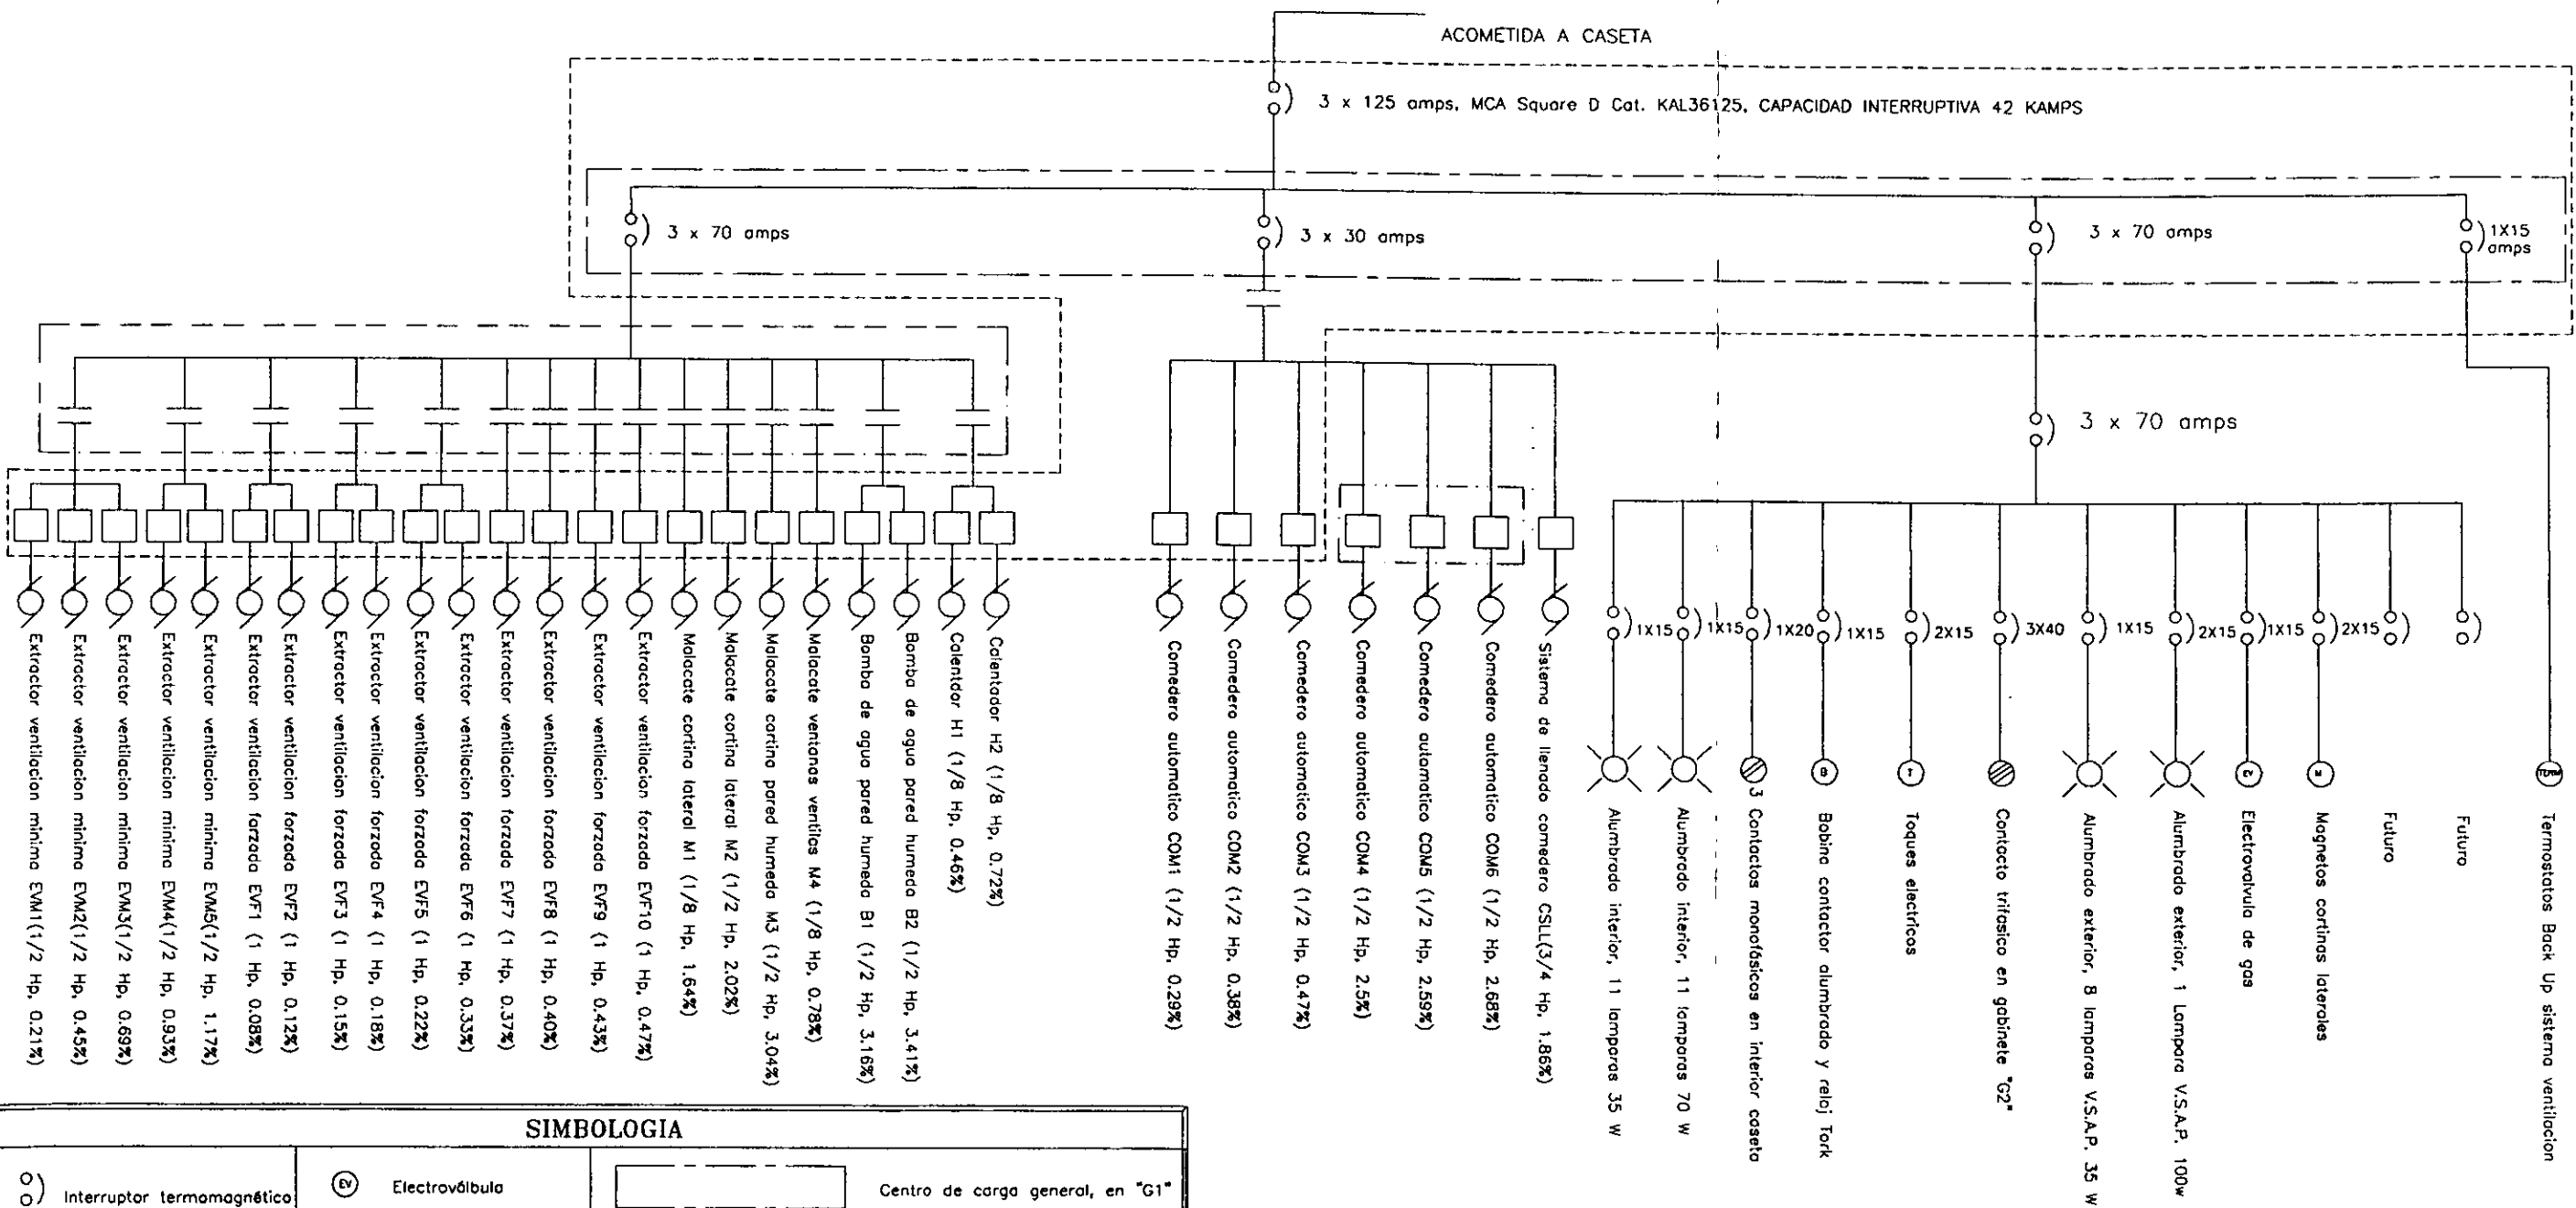 ACOMETIDA A CASETA
3 x 125 amps, MCA Square D Cat. KAL36125, CAPACIDAD INTERRUPTIVA 42 KAMPS
3 x 70 amps
3 x 30 amps
3 x 70 amps
1X15
amps
3 x 70 amps
1X15
1X15
1X20
1X15
2X15
3X40
1X15
2X15
1X15
2X15
Extractor ventilacion minima EVM1(1/2 Hp, 0.21%)
Extractor ventilacion minima EVM2(1/2 Hp, 0.45%)
Extractor ventilacion minima EVM3(1/2 Hp, 0.69%)
Extractor ventilacion minima EVM4(1/2 Hp, 0.93%)
Extractor ventilacion minima EVM5(1/2 Hp, 1.17%)
Extractor ventilacion forzada EVF1 (1 Hp, 0.08%)
Extractor ventilacion forzada EVF2 (1 Hp, 0.12%)
Extractor ventilacion forzada EVF3 (1 Hp, 0.15%)
Extractor ventilacion forzada EVF4 (1 Hp, 0.18%)
Extractor ventilacion forzada EVF5 (1 Hp, 0.22%)
Extractor ventilacion forzada EVF6 (1 Hp, 0.33%)
Extractor ventilacion forzada EVF7 (1 Hp, 0.37%)
Extractor ventilacion forzada EVF8 (1 Hp, 0.40%)
Extractor ventilacion forzada EVF9 (1 Hp, 0.43%)
Extractor ventilacion forzada EVF10 (1 Hp, 0.47%)
Malacate cortina lateral M1 (1/8 Hp, 1.64%)
Malacate cortina lateral M2 (1/2 Hp, 2.02%)
Malacate cortina pared humeda M3 (1/2 Hp, 3.04%)
Malacate ventanas ventilas M4 (1/8 Hp, 0.78%)
Bomba de agua pared humeda B1 (1/2 Hp, 3.16%)
Bomba de agua pared humeda B2 (1/2 Hp, 3.41%)
Calentdor H1 (1/8 Hp, 0.46%)
Calentador H2 (1/8 Hp, 0.72%)
Comedero automatico COM1 (1/2 Hp, 0.29%)
Comedero automatico COM2 (1/2 Hp, 0.38%)
Comedero automatico COM3 (1/2 Hp, 0.47%)
Comedero automatico COM4 (1/2 Hp, 2.5%)
Comedero automatico COM5 (1/2 Hp, 2.59%)
Comedero automatico COM6 (1/2 Hp, 2.68%)
Sistema de llenado comedero CSLL(3/4 Hp, 1.86%)
Alumbrado interior, 11 lamparas 35 W
Alumbrado interior, 11 lamparas 70 W
3 Contactos monofásicos en interior caseta
B
Bobina contactor alumbrado y reloj Tork
T
Toques electricos
Contacto trifasico en gabinete "G2"
Alumbrado exterior, 8 lamparas V.S.A.P. 35 W
Alumbrado exterior, 1 Lampara V.S.A.P. 100w
EV
Electrovalvula de gas
M
Magnetos cortinas laterales
Futuro
Futuro
TERM
Termostatos Back Up sistema ventilacion
SIMBOLOGIA
Interruptor termomagnético
EV
Electroválbula
Centro de carga general, en "G1"